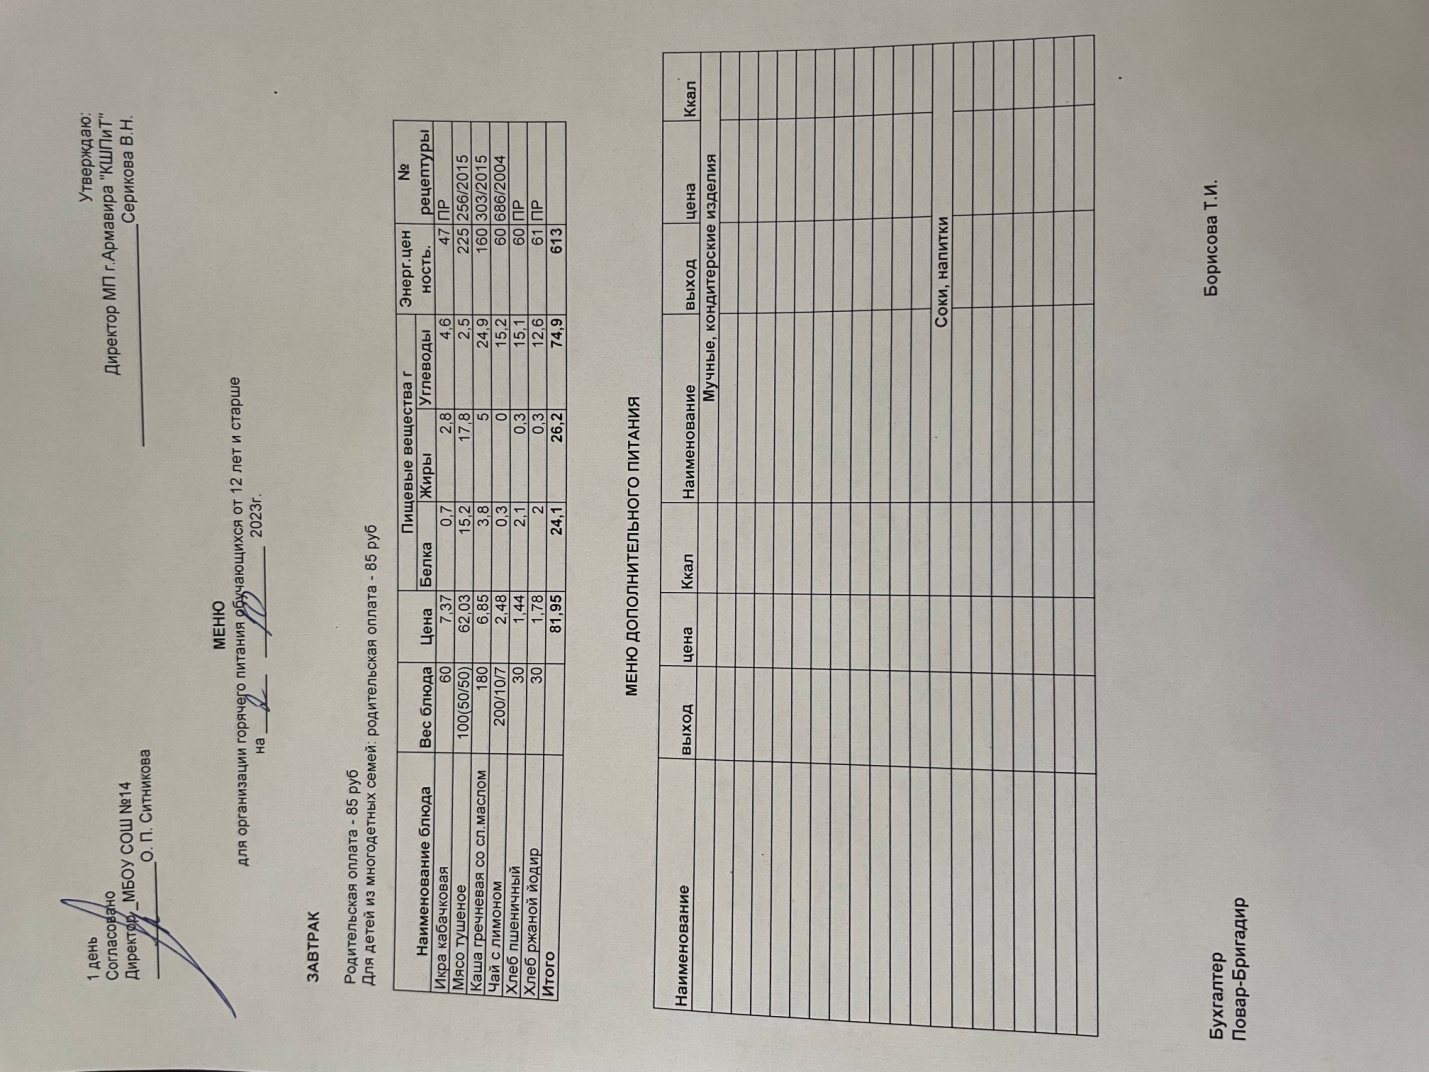 1 день
Согласовано
Директор_МБОУ СОШ №14
О. П. Ситникова
Утверждаю:
Директор МП г.Армавира "КШПиТ"
Серикова В.Н.
МЕНЮ
для организации горячего питания обучающихся от 12 лет и старше
на 2 10 2023г.
ЗАВТРАК
Родительская оплата - 85 руб
Для детей из многодетных семей: родительская оплата - 85 руб
Наименование блюда Вес блюда Цена Пищевые вещества г Энерг.цен ность. № рецептуры
Белка Жиры Углеводы
Икра кабачковая 60 7,37 0,7 2,8 4,6 47 ПР
Мясо тушеное 100(50/50) 62,03 15,2 17,8 2,5 225 256/2015
Каша гречневая со сл.маслом 180 6,85 3,8 5 24,9 160 303/2015
Чай с лимоном 200/10/7 2,48 0,3 0 15,2 60 686/2004
Хлеб пшеничный 30 1,44 2,1 0,3 15,1 60 ПР
Хлеб ржаной йодир 30 1,78 2 0,3 12,6 61 ПР
Итого 81,95 24,1 26,2 74,9 613
МЕНЮ ДОПОЛНИТЕЛЬНОГО ПИТАНИЯ
Наименование выход цена Ккал Наименование выход цена Ккал
Мучные, кондитерские изделия
Соки, напитки
Бухгалтер Борисова Т.И.
Повар-Бригадир